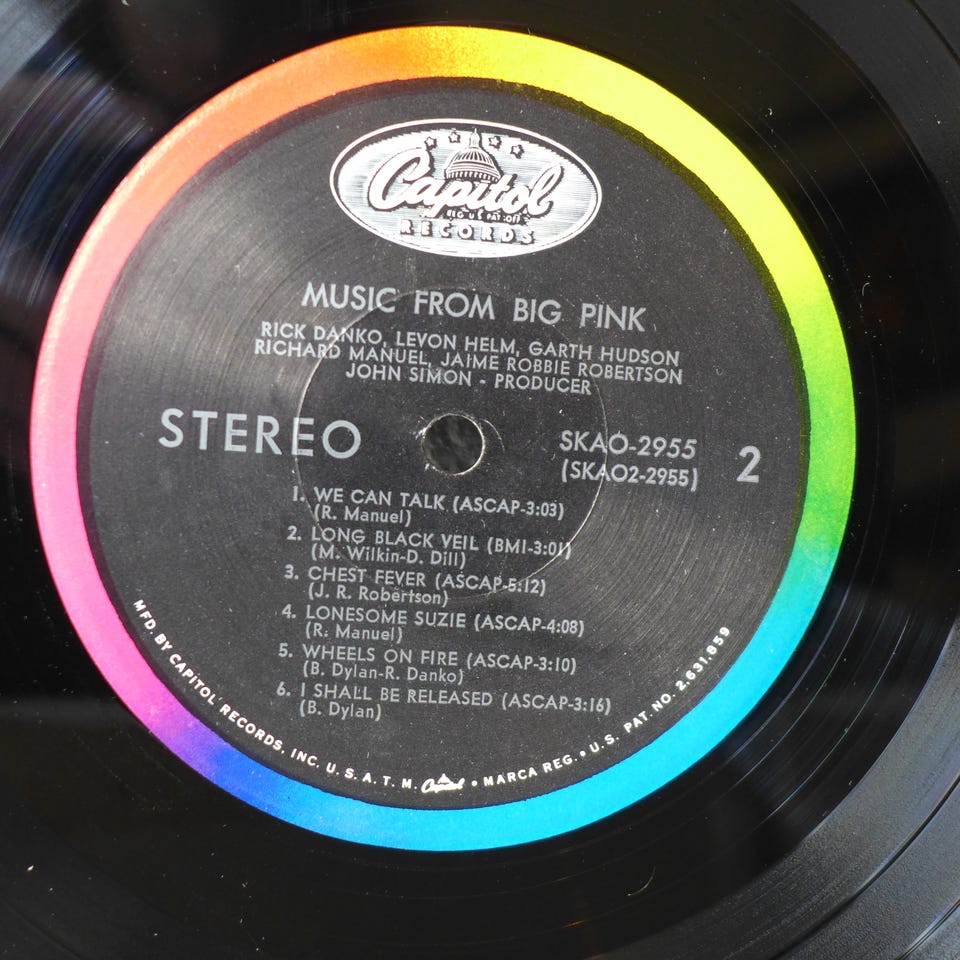 Capitol
REG U.S. PAT. OFF.
RECORDS
MUSIC FROM BIG PINK
RICK DANKO, LEVON HELM, GARTH HUDSON
RICHARD MANUEL, JAIME ROBBIE ROBERTSON
JOHN SIMON - PRODUCER
STEREO
SKAO-2955
(SKAO2-2955)
2
1. WE CAN TALK (ASCAP-3:03)
(R. Manuel)
2. LONG BLACK VEIL (BMI-3:01)
(M. Wilkin-D. Dill)
3. CHEST FEVER (ASCAP-5:12)
(J. R. Robertson)
4. LONESOME SUZIE (ASCAP-4:08)
(R. Manuel)
5. WHEELS ON FIRE (ASCAP-3:10)
(B. Dylan-R. Danko)
6. I SHALL BE RELEASED (ASCAP-3:16)
(B. Dylan)
MFD. BY CAPITOL RECORDS, INC. U. S. A. T. M. Capitol • MARCA REG. • U. S. PAT. NO. 2,631,859